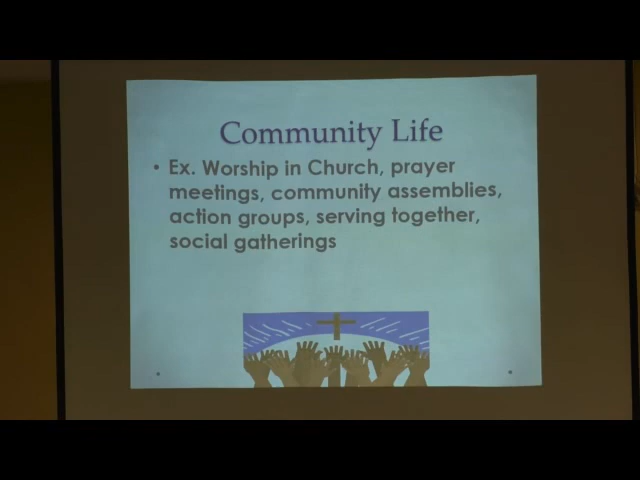 Community Life
• Ex. Worship in Church, prayer
meetings, community assemblies,
action groups, serving together,
social gatherings